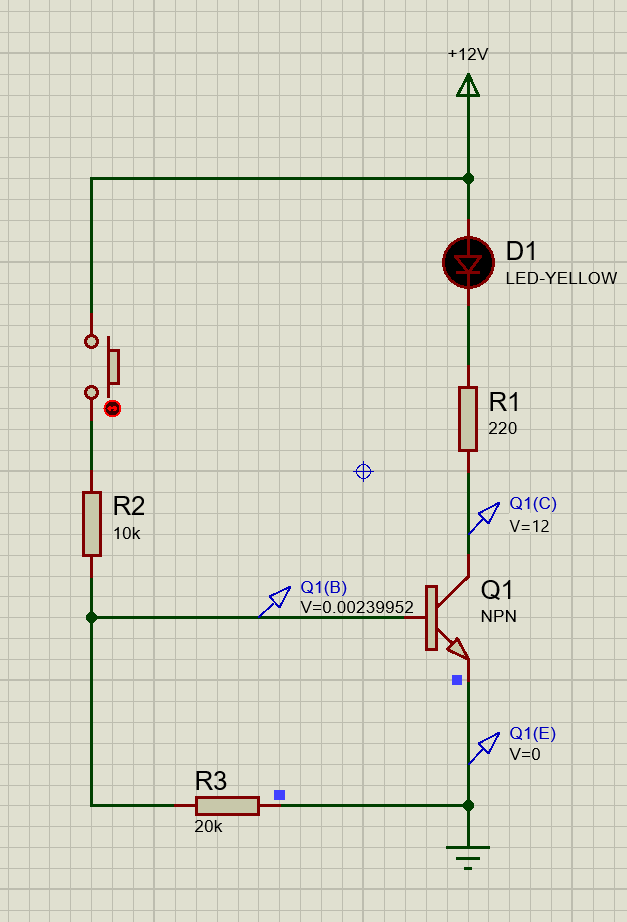 +12V
D1
LED-YELLOW
R1
220
R2
10k
Q1(C)
V=12
Q1(B)
V=0.00239952
Q1
NPN
Q1(E)
V=0
R3
20k